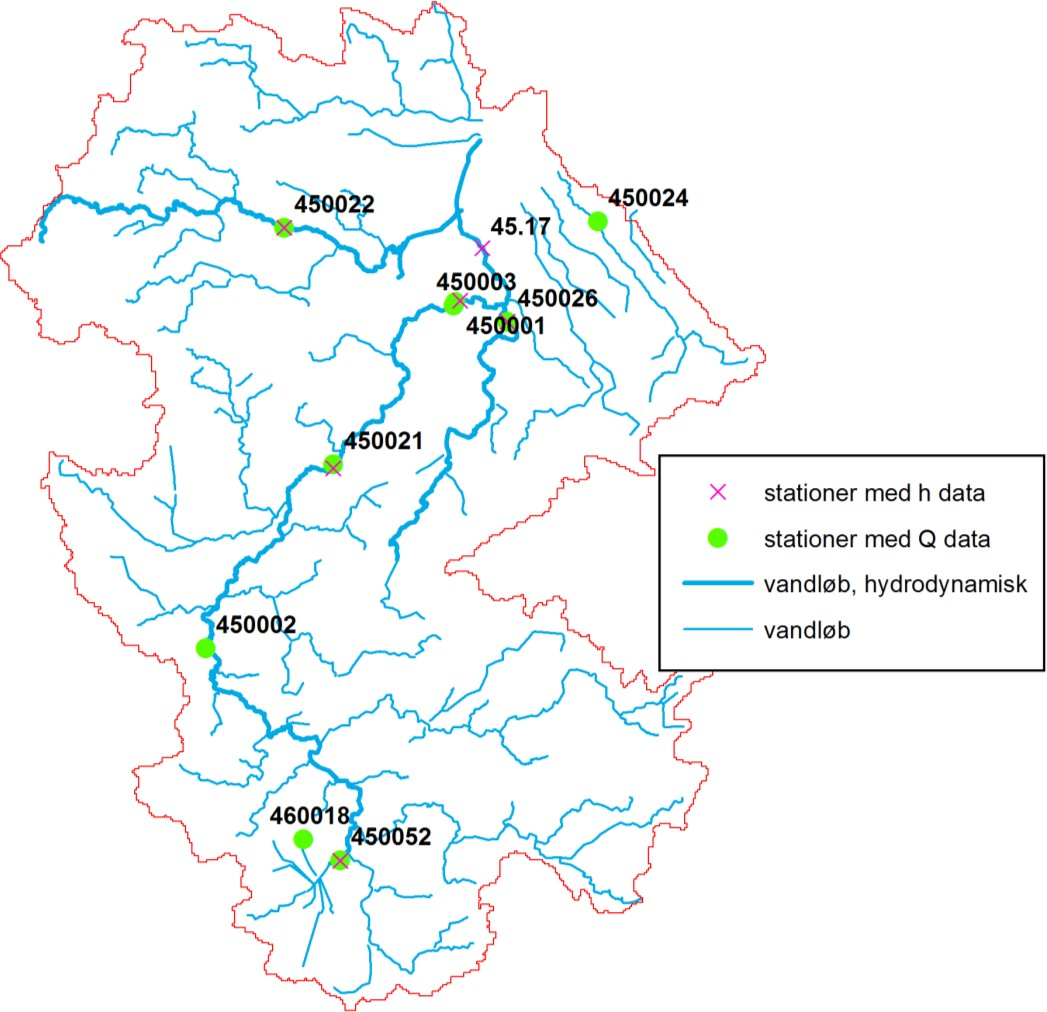 450024
450022
45.17
450003
450026
450001
450021
stationer med h data
stationer med Q data
vandløb, hydrodynamisk
vandløb
450002
460018
450052